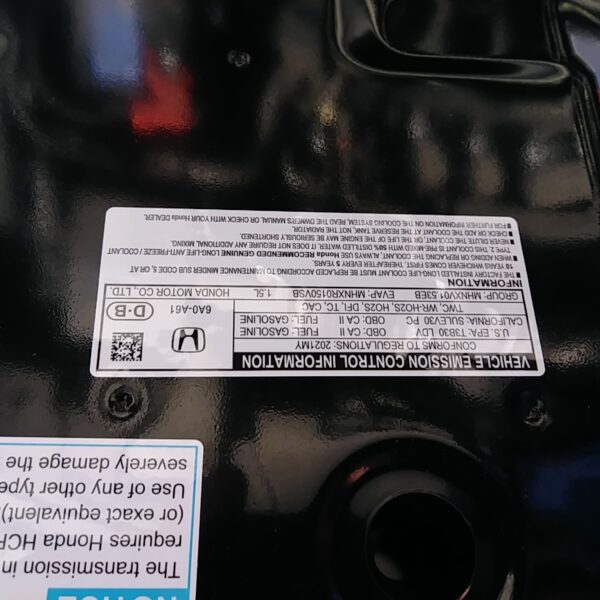 VEHICLE EMISSION CONTROL INFORMATION
CONFORMS TO REGULATIONS: 2021MY
U.S. EPA: T3B30 LDV OBD: CA II FUEL: GASOLINE
CALIFORNIA: SULEV30 PC OBD: CA II FUEL: GASOLINE
TWC, WR-HO2S, HO2S, DFI, TC, CAC
GROUP: MHNXV01.53EB EVAP: MHNXR0150VSB 1.5L HONDA MOTOR CO., LTD.
6A0-A61
D-B
INFORMATION
■ THE FACTORY INSTALLED LONG-LIFE COOLANT MUST BE REPLACED ACCORDING TO MAINTENANCE MINDER SUB CODE 5 OR AT
10 YEARS WHICHEVER COMES FIRST. THEREAFTER EVERY 5 YEARS.
■ WHEN ADDING OR REPLACING THE COOLANT, ALWAYS USE Honda RECOMMENDED GENUINE LONG-LIFE ANTI-FREEZE / COOLANT
TYPE 2. THIS COOLANT IS PRE-MIXED WITH 50% DISTILLED WATER. IT DOES NOT REQUIRE ANY ADDITIONAL MIXING.
■ NEVER DILUTE THE COOLANT, OR LIFE OF THE ENGINE MAY BE SERIOUSLY SHORTENED.
■ CHECK AND ADD THE COOLANT AT THE RESERVE TANK, NOT THE RADIATOR.
■ FOR FURTHER INFORMATION ON THE COOLING SYSTEM, READ THE OWNER'S MANUAL OR CHECK WITH YOUR Honda DEALER.
NOTICE
The transmission in
requires Honda HCF
(or exact equivalent)
Use of any other type
severely damage the